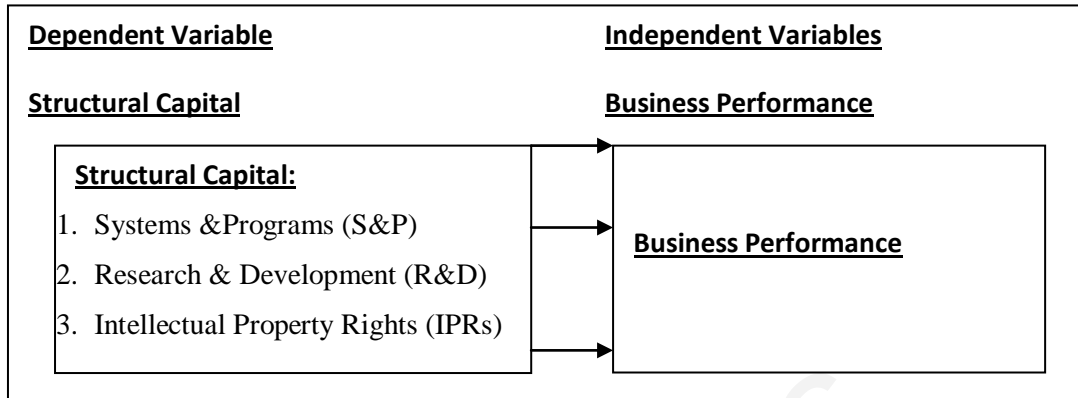 Dependent Variable
Independent Variables
Structural Capital
Business Performance
Structural Capital:
1. Systems &Programs (S&P)
2. Research & Development (R&D)
3. Intellectual Property Rights (IPRs)
Business Performance